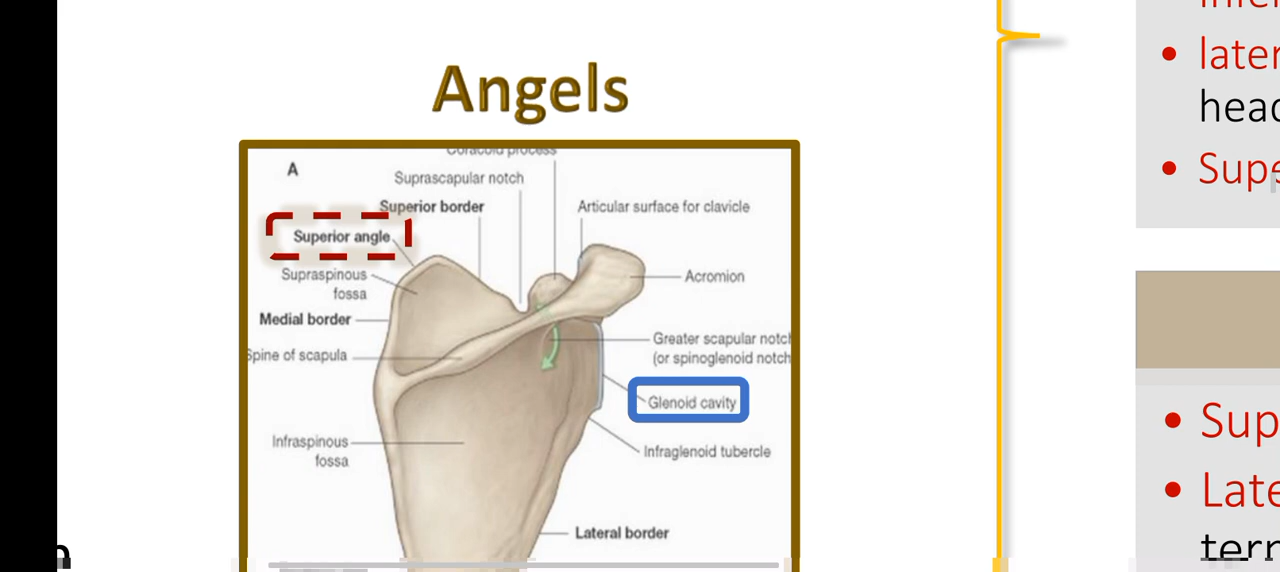 Angels
A
Coracoid process
Suprascapular notch
Superior border
Articular surface for clavicle
Superior angle
Supraspinous
fossa
Acromion
Medial border
Greater scapular notch
(or spinoglenoid notch
Spine of scapula
Glenoid cavity
Infraspinous
fossa
Infraglenoid tubercle
Lateral border
• later
head
• Supe
• Sup
• Late
term